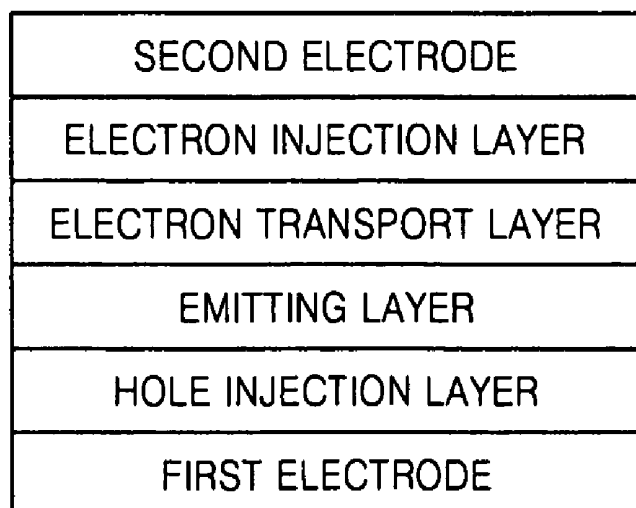 SECOND ELECTRODE
ELECTRON INJECTION LAYER
ELECTRON TRANSPORT LAYER
EMITTING LAYER
HOLE INJECTION LAYER
FIRST ELECTRODE